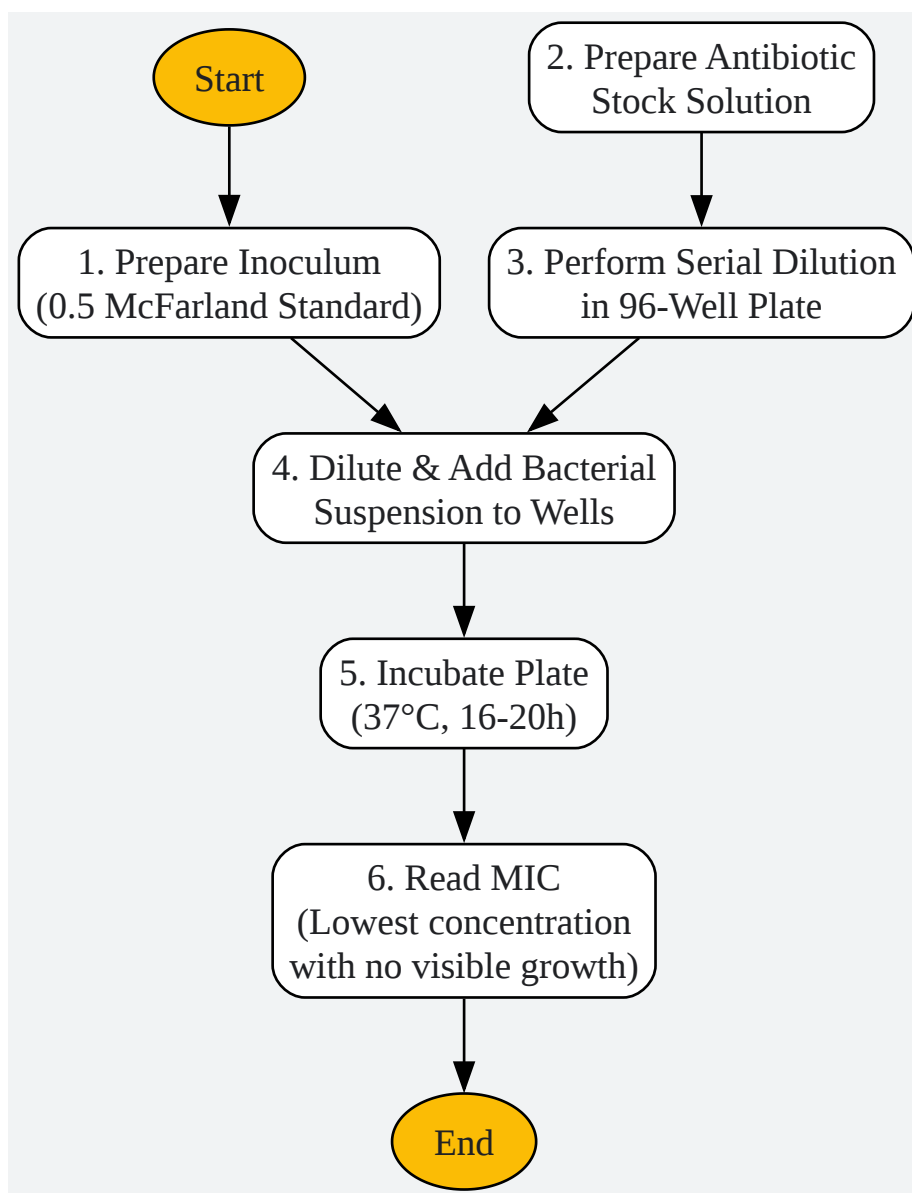 Start
2. Prepare Antibiotic
Stock Solution
1. Prepare Inoculum
(0.5 McFarland Standard)
3. Perform Serial Dilution
in 96-Well Plate
4. Dilute & Add Bacterial
Suspension to Wells
5. Incubate Plate
(37°C, 16-20h)
6. Read MIC
(Lowest concentration
with no visible growth)
End